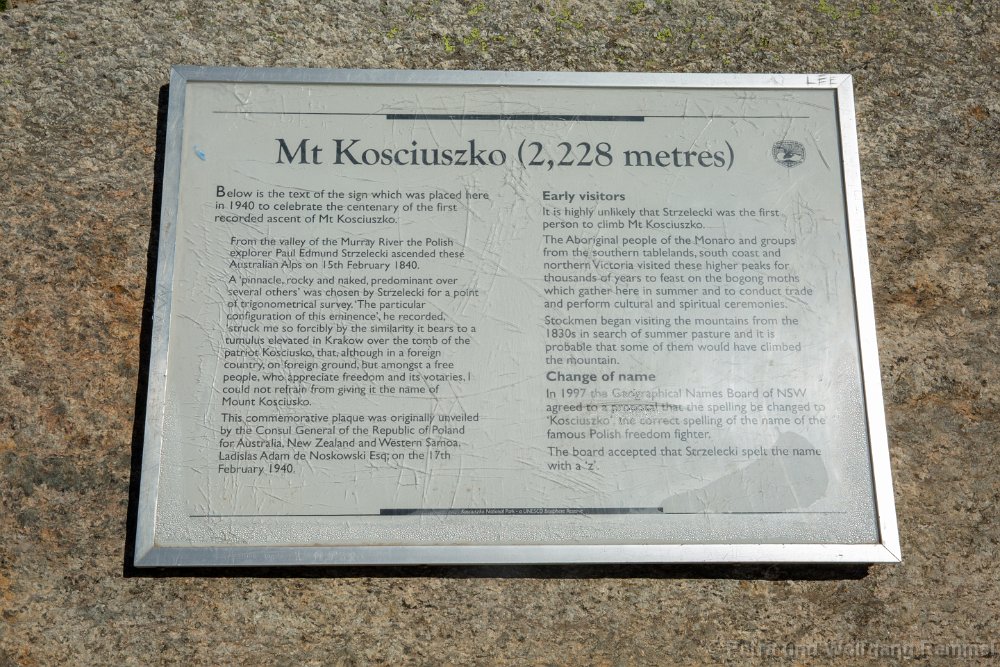 LEE
Mt Kosciuszko (2,228 metres)
Below is the text of the sign which was placed here
in 1940 to celebrate the centenary of the first
recorded ascent of Mt Kosciuszko.
From the valley of the Murray River the Polish
explorer Paul Edmund Strzelecki ascended these
Australian Alps on 15th February 1840.
A 'pinnacle, rocky and naked, predominant over
several others' was chosen by Strzelecki for a point
of trigonometrical survey. 'The particular
configuration of this eminence', he recorded,
'struck me so forcibly by the similarity it bears to a
tumulus elevated in Krakow over the tomb of the
patriot Kosciusko, that, although in a foreign
country, on foreign ground, but amongst a free
people, who appreciate freedom and its votaries, I
could not refrain from giving it the name of
Mount Kosciusko.
This commemorative plaque was originally unveiled
by the Consul General of the Republic of Poland
for Australia, New Zealand and Western Samoa,
Ladislas Adam de Noskowski Esq; on the 17th
February 1940.
Early visitors
It is highly unlikely that Strzelecki was the first
person to climb Mt Kosciuszko.
The Aboriginal people of the Monaro and groups
from the southern tablelands, south coast and
northern Victoria visited these higher peaks for
thousands of years to feast on the bogong moths
which gather here in summer and to conduct trade
and perform cultural and spiritual ceremonies.
Stockmen began visiting the mountains from the
1830s in search of summer pasture and it is
probable that some of them would have climbed
the mountain.
Change of name
In 1997 the Geographical Names Board of NSW
agreed to a proposal that the spelling be changed to
'Kosciuszko', the correct spelling of the name of the
famous Polish freedom fighter.
The board accepted that Strzelecki spelt the name
with a 'z'.
Kosciuszko National Park - a UNESCO Biosphere Reserve
© Petra und Wolfgang Remmel